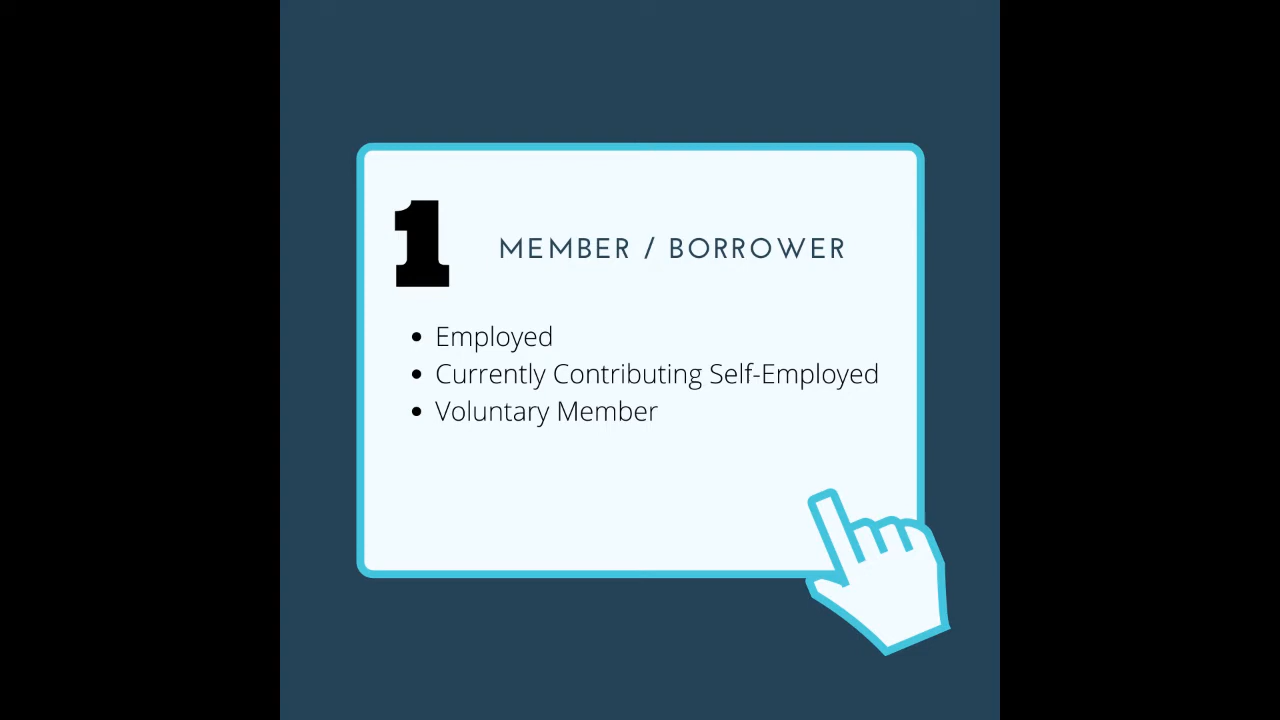 1
MEMBER / BORROWER
• Employed
• Currently Contributing Self-Employed
• Voluntary Member